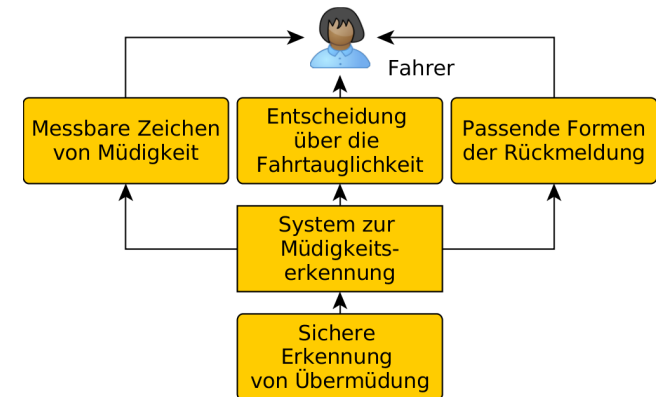 Fahrer
Messbare Zeichen
von Müdigkeit
Entscheidung
über die
Fahrtauglichkeit
Passende Formen
der Rückmeldung
System zur
Müdigkeits-
erkennung
Sichere
Erkennung
von Übermüdung